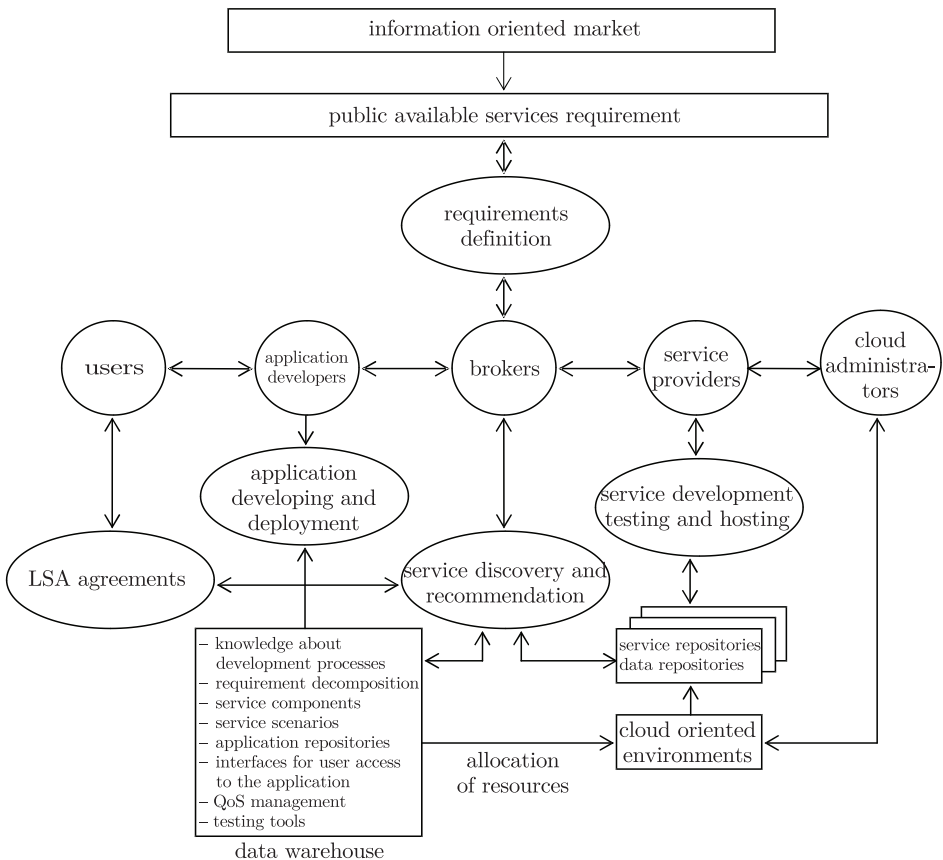 information oriented market
public available services requirement
requirements
definition
users
application
developers
brokers
service
providers
cloud
administra-
tors
application
developing and
deployment
service development
testing and hosting
LSA agreements
service discovery and
recommendation
– knowledge about
development processes
– requirement decomposition
– service components
– service scenarios
– application repositories
– interfaces for user access
to the application
– QoS management
– testing tools
data warehouse
service repositories
data repositories
cloud oriented
environments
allocation
of resources